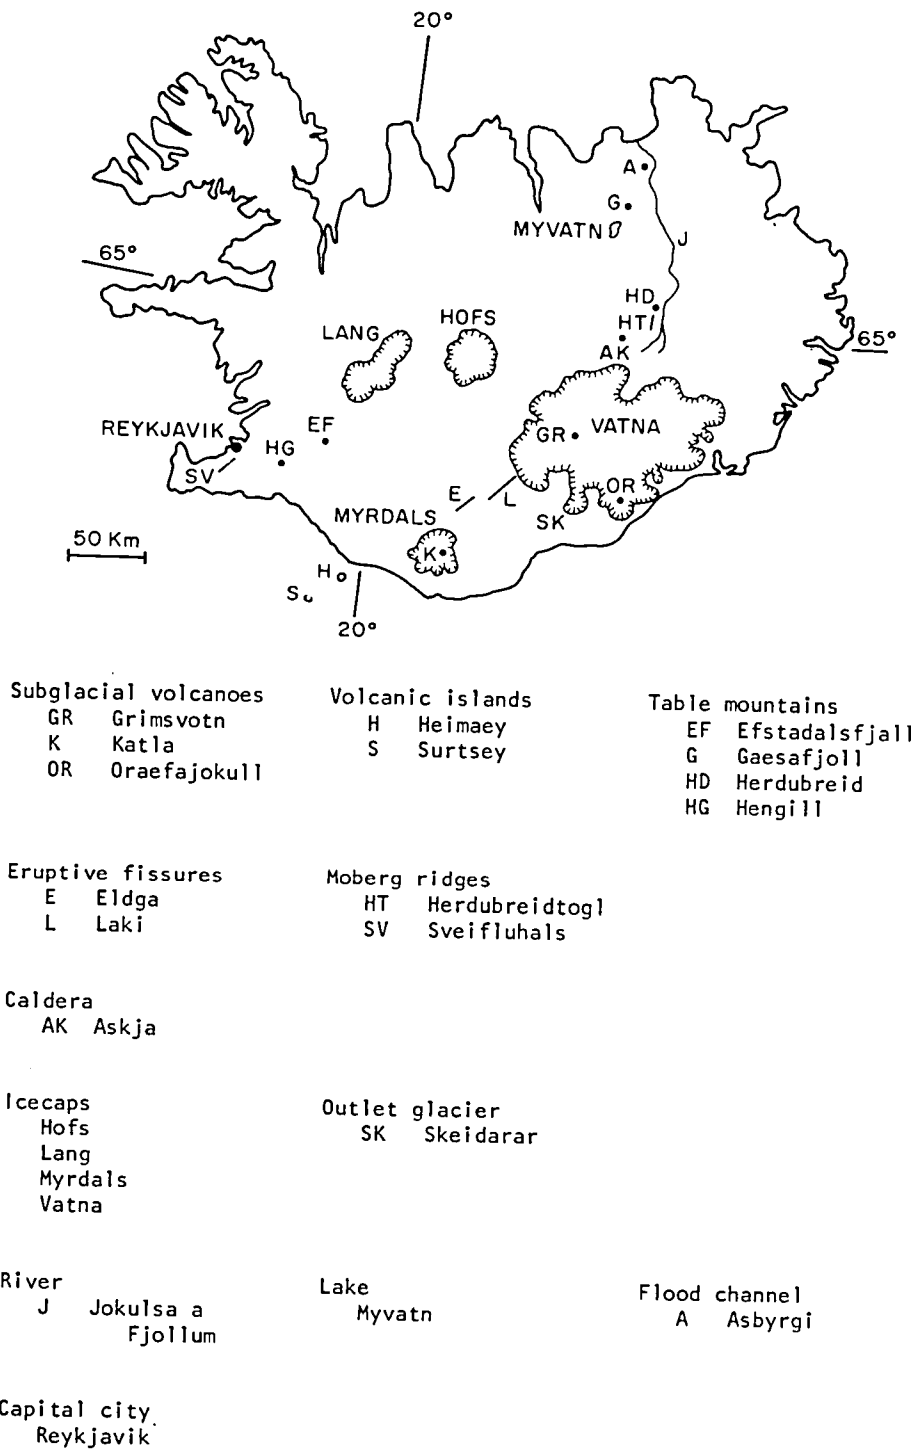 20°
A
G
MYVATN
J
65°
HD
HT
AK
65°
LANG
HOFS
REYKJAVIK
EF
HG
SV
GR
VATNA
OR
E
L
SK
MYRDALS
K
50 Km
H
S
20°
Subglacial volcanoes
GR Grimsvotn
K Katla
OR Oraefajokull
Volcanic islands
H Heimaey
S Surtsey
Table mountains
EF Efstadalsfjall
G Gaesafjoll
HD Herdubreid
HG Hengill
Eruptive fissures
E Eldga
L Laki
Moberg ridges
HT Herdubreidtogl
SV Sveifluhals
Caldera
AK Askja
Icecaps
Hofs
Lang
Myrdals
Vatna
Outlet glacier
SK Skeidarar
River
J Jokulsa a
Fjollum
Lake
Myvatn
Flood channel
A Asbyrgi
Capital city
Reykjavik